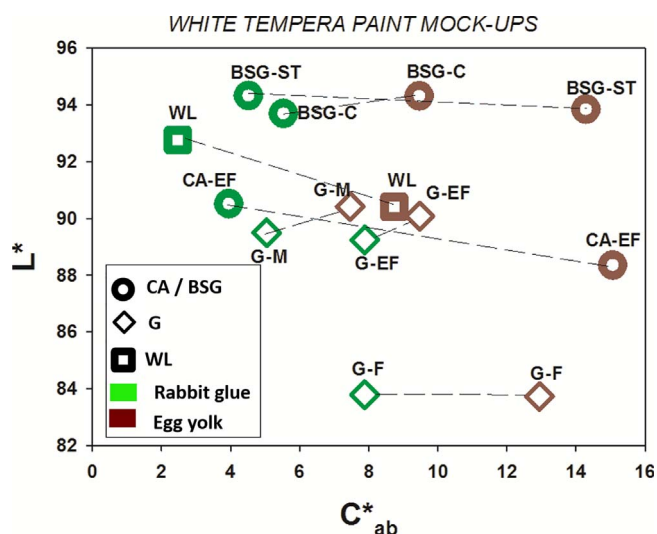 WHITE TEMPERA PAINT MOCK-UPS
96
94
92
90
88
86
84
82
L*
BSG-ST
BSG-C
BSG-C
BSG-ST
WL
CA-EF
G-M
WL
G-EF
G-M
G-EF
CA-EF
G-F
G-F
CA / BSG
G
WL
Rabbit glue
Egg yolk
0 2 4 6 8 10 12 14 16
C*ab